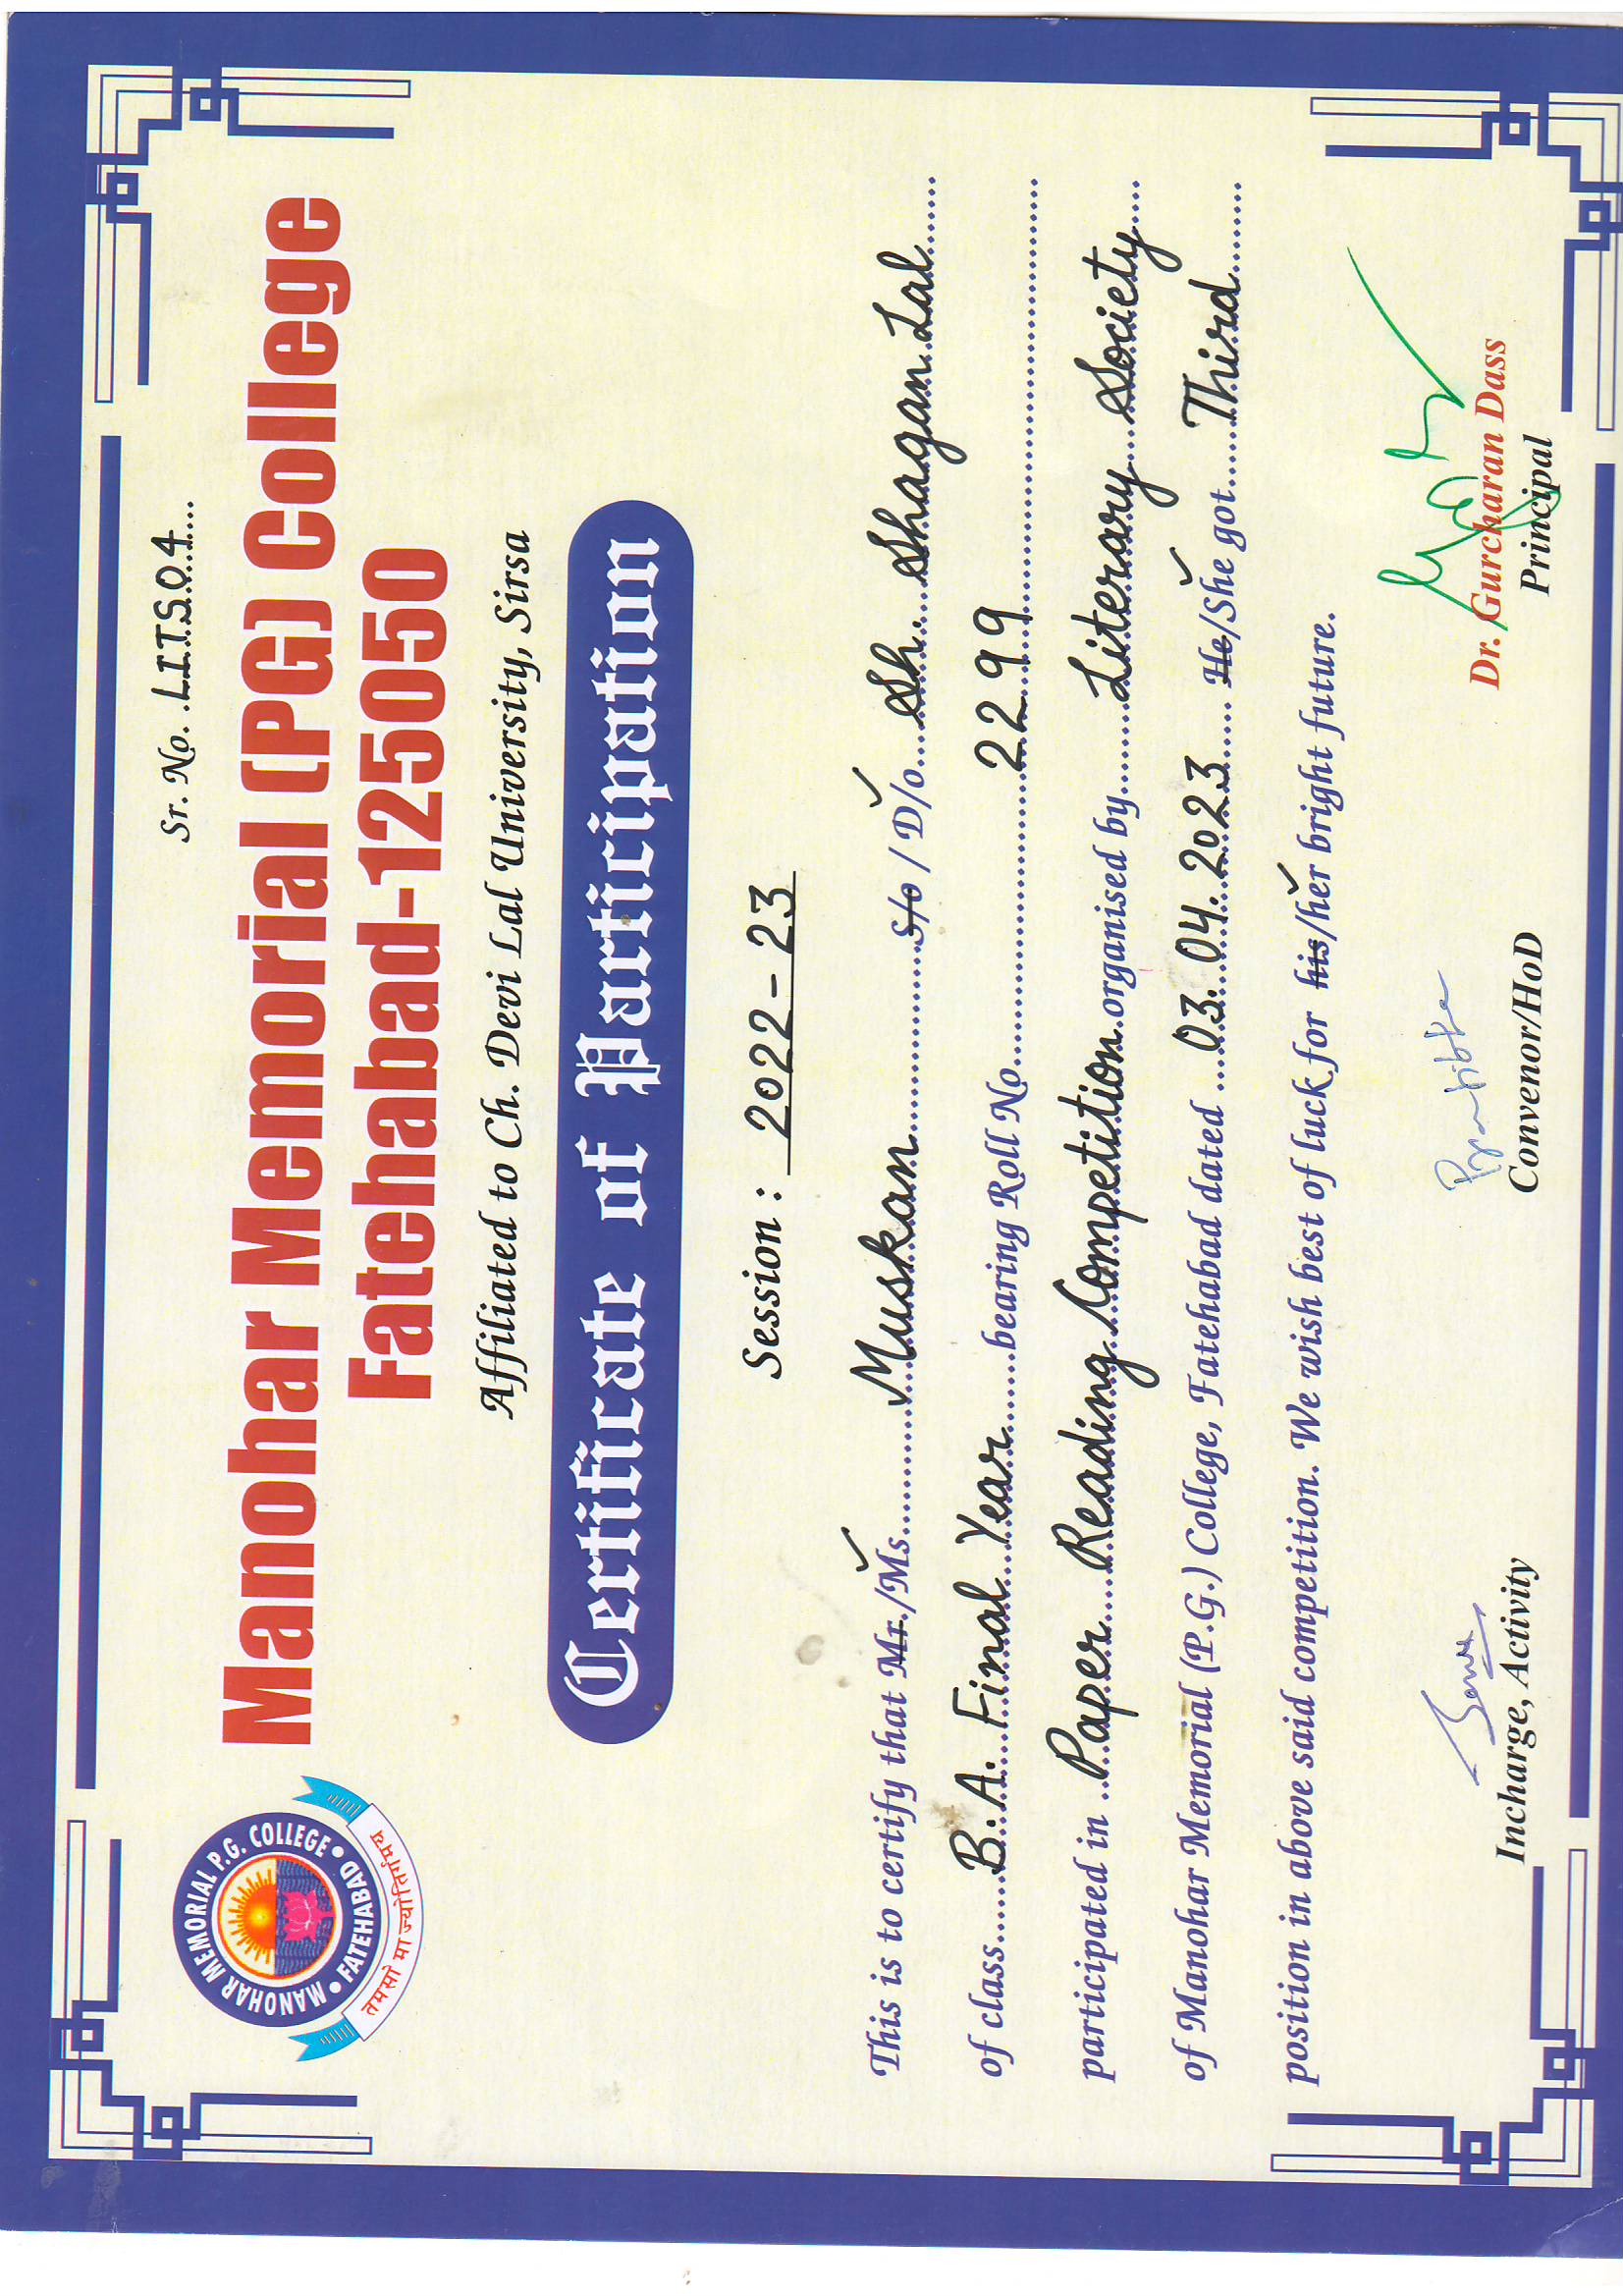 Sr. No. LITS04
Manohar Memorial (PG) College
Fatehabad-125050
Affiliated to Ch. Devi Lal University, Sirsa
MANOHAR MEMORIAL P.G. COLLEGE • FATEHABAD •
तमसो मा ज्योतिर्गमय
Certificate of Participation
Session : 2022-23
This is to certify that Mr./Ms. Muskan S/o / D/o Sh. Shagan Lal
of class B.A. Final Year bearing Roll No. 2299
participated in Paper Reading Competition organised by Literary Society
of Manohar Memorial (P.G.) College, Fatehabad dated 03.04.2023 He/She got Third
position in above said competition. We wish best of luck for his/her bright future.
Incharge, Activity
Convenor/HoD
Dr. Gurcharan Dass
Principal